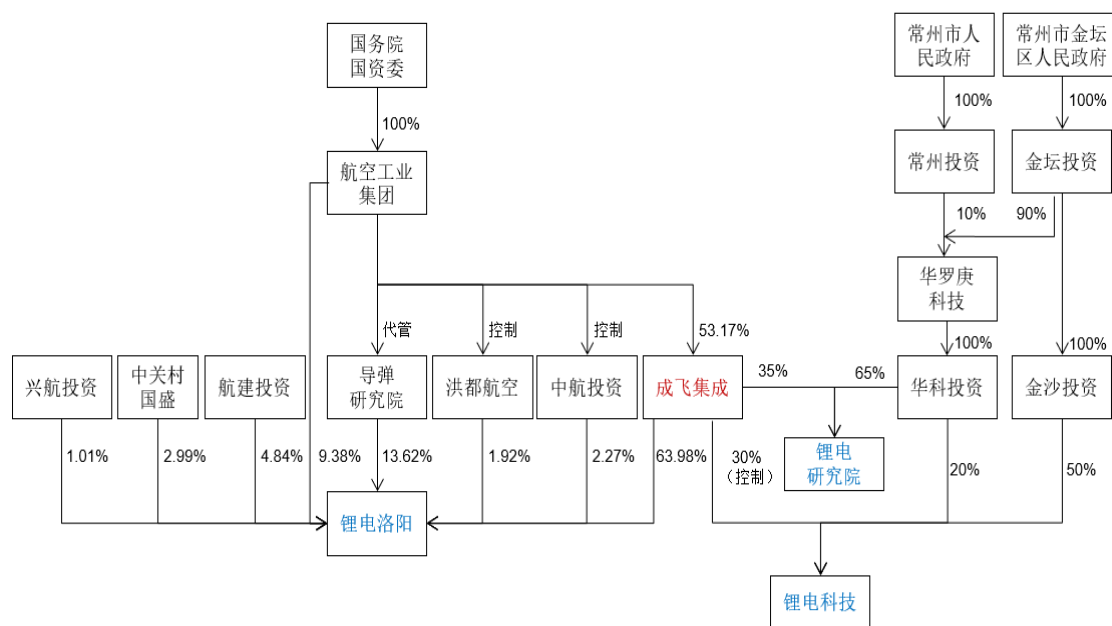 国务院
国资委
常州市人
民政府
常州市金坛
区人民政府
100%
100%
100%
航空工业
集团
常州投资
金坛投资
10%
90%
华罗庚
科技
代管
控制
控制
53.17%
100%
100%
兴航投资
中关村
国盛
航建投资
导弹
研究院
洪都航空
中航投资
成飞集成
35%
65%
华科投资
金沙投资
1.01%
2.99%
4.84%
9.38%
13.62%
1.92%
2.27%
63.98%
30%
（控制）
锂电
研究院
20%
50%
锂电洛阳
锂电科技